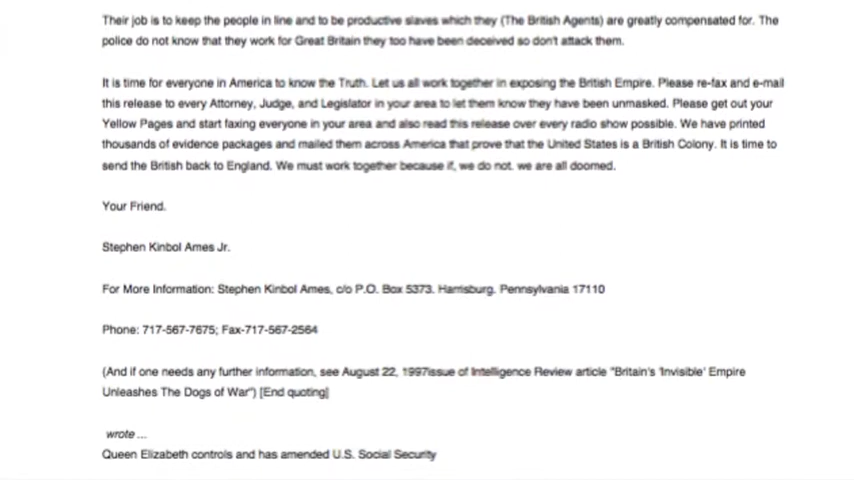 Their job is to keep the people in line and to be productive slaves which they (The British Agents) are greatly compensated for. The
police do not know that they work for Great Britain they too have been deceived so don't attack them.
It is time for everyone in America to know the Truth. Let us all work together in exposing the British Empire. Please re-fax and e-mail
this release to every Attorney, Judge, and Legislator in your area to let them know they have been unmasked. Please get out your
Yellow Pages and start faxing everyone in your area and also read this release over every radio show possible. We have printed
thousands of evidence packages and mailed them across America that prove that the United States is a British Colony. It is time to
send the British back to England. We must work together because if, we do not. we are all doomed.
Your Friend.
Stephen Kinbol Ames Jr.
For More Information: Stephen Kinbol Ames, c/o P.O. Box 5373. Harrisburg. Pennsylvania 17110
Phone: 717-567-7675; Fax-717-567-2564
(And if one needs any further information, see August 22, 1997issue of Intelligence Review article "Britain's 'Invisible' Empire
Unleashes The Dogs of War") [End quoting]
wrote ...
Queen Elizabeth controls and has amended U.S. Social Security